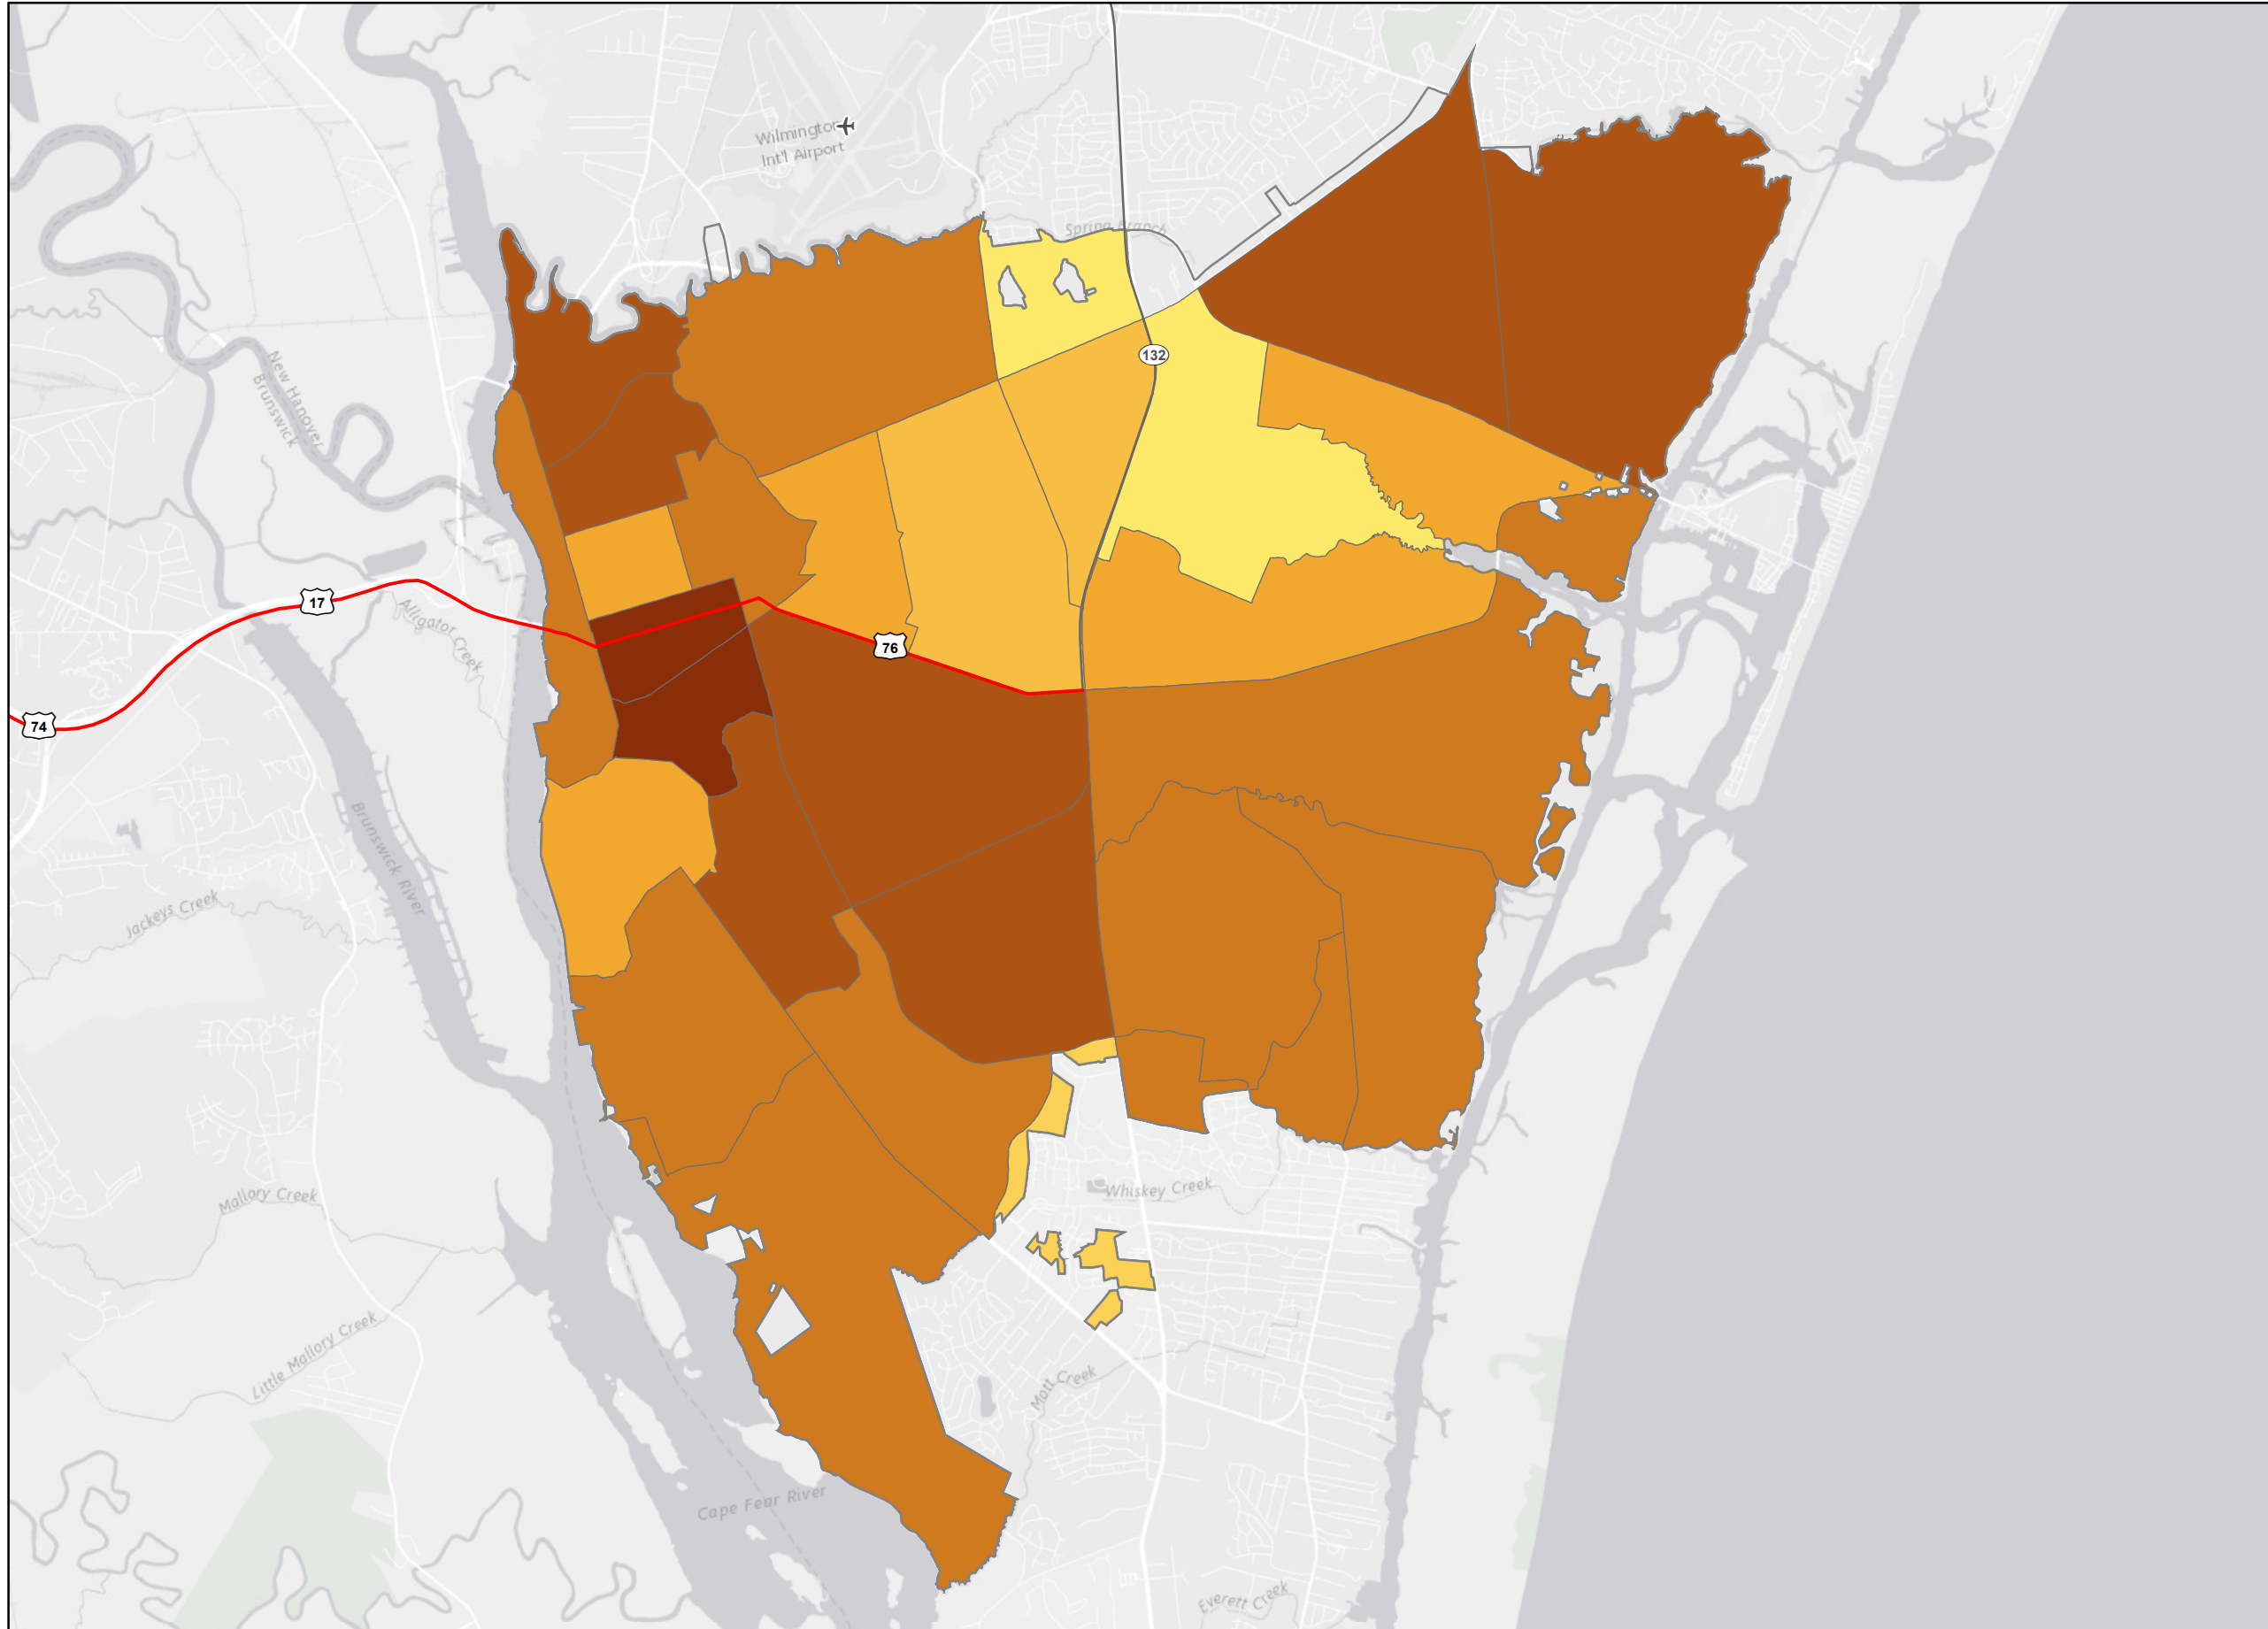 Wilmington
Int'l Airport
Spring Branch
132
New Hanover
Brunswick
17
Alligator Creek
76
74
Brunswick River
Jackeys Creek
Mallory Creek
Whiskey Creek
Little Mallory Creek
Mott Creek
Cape Fear River
Everett Creek